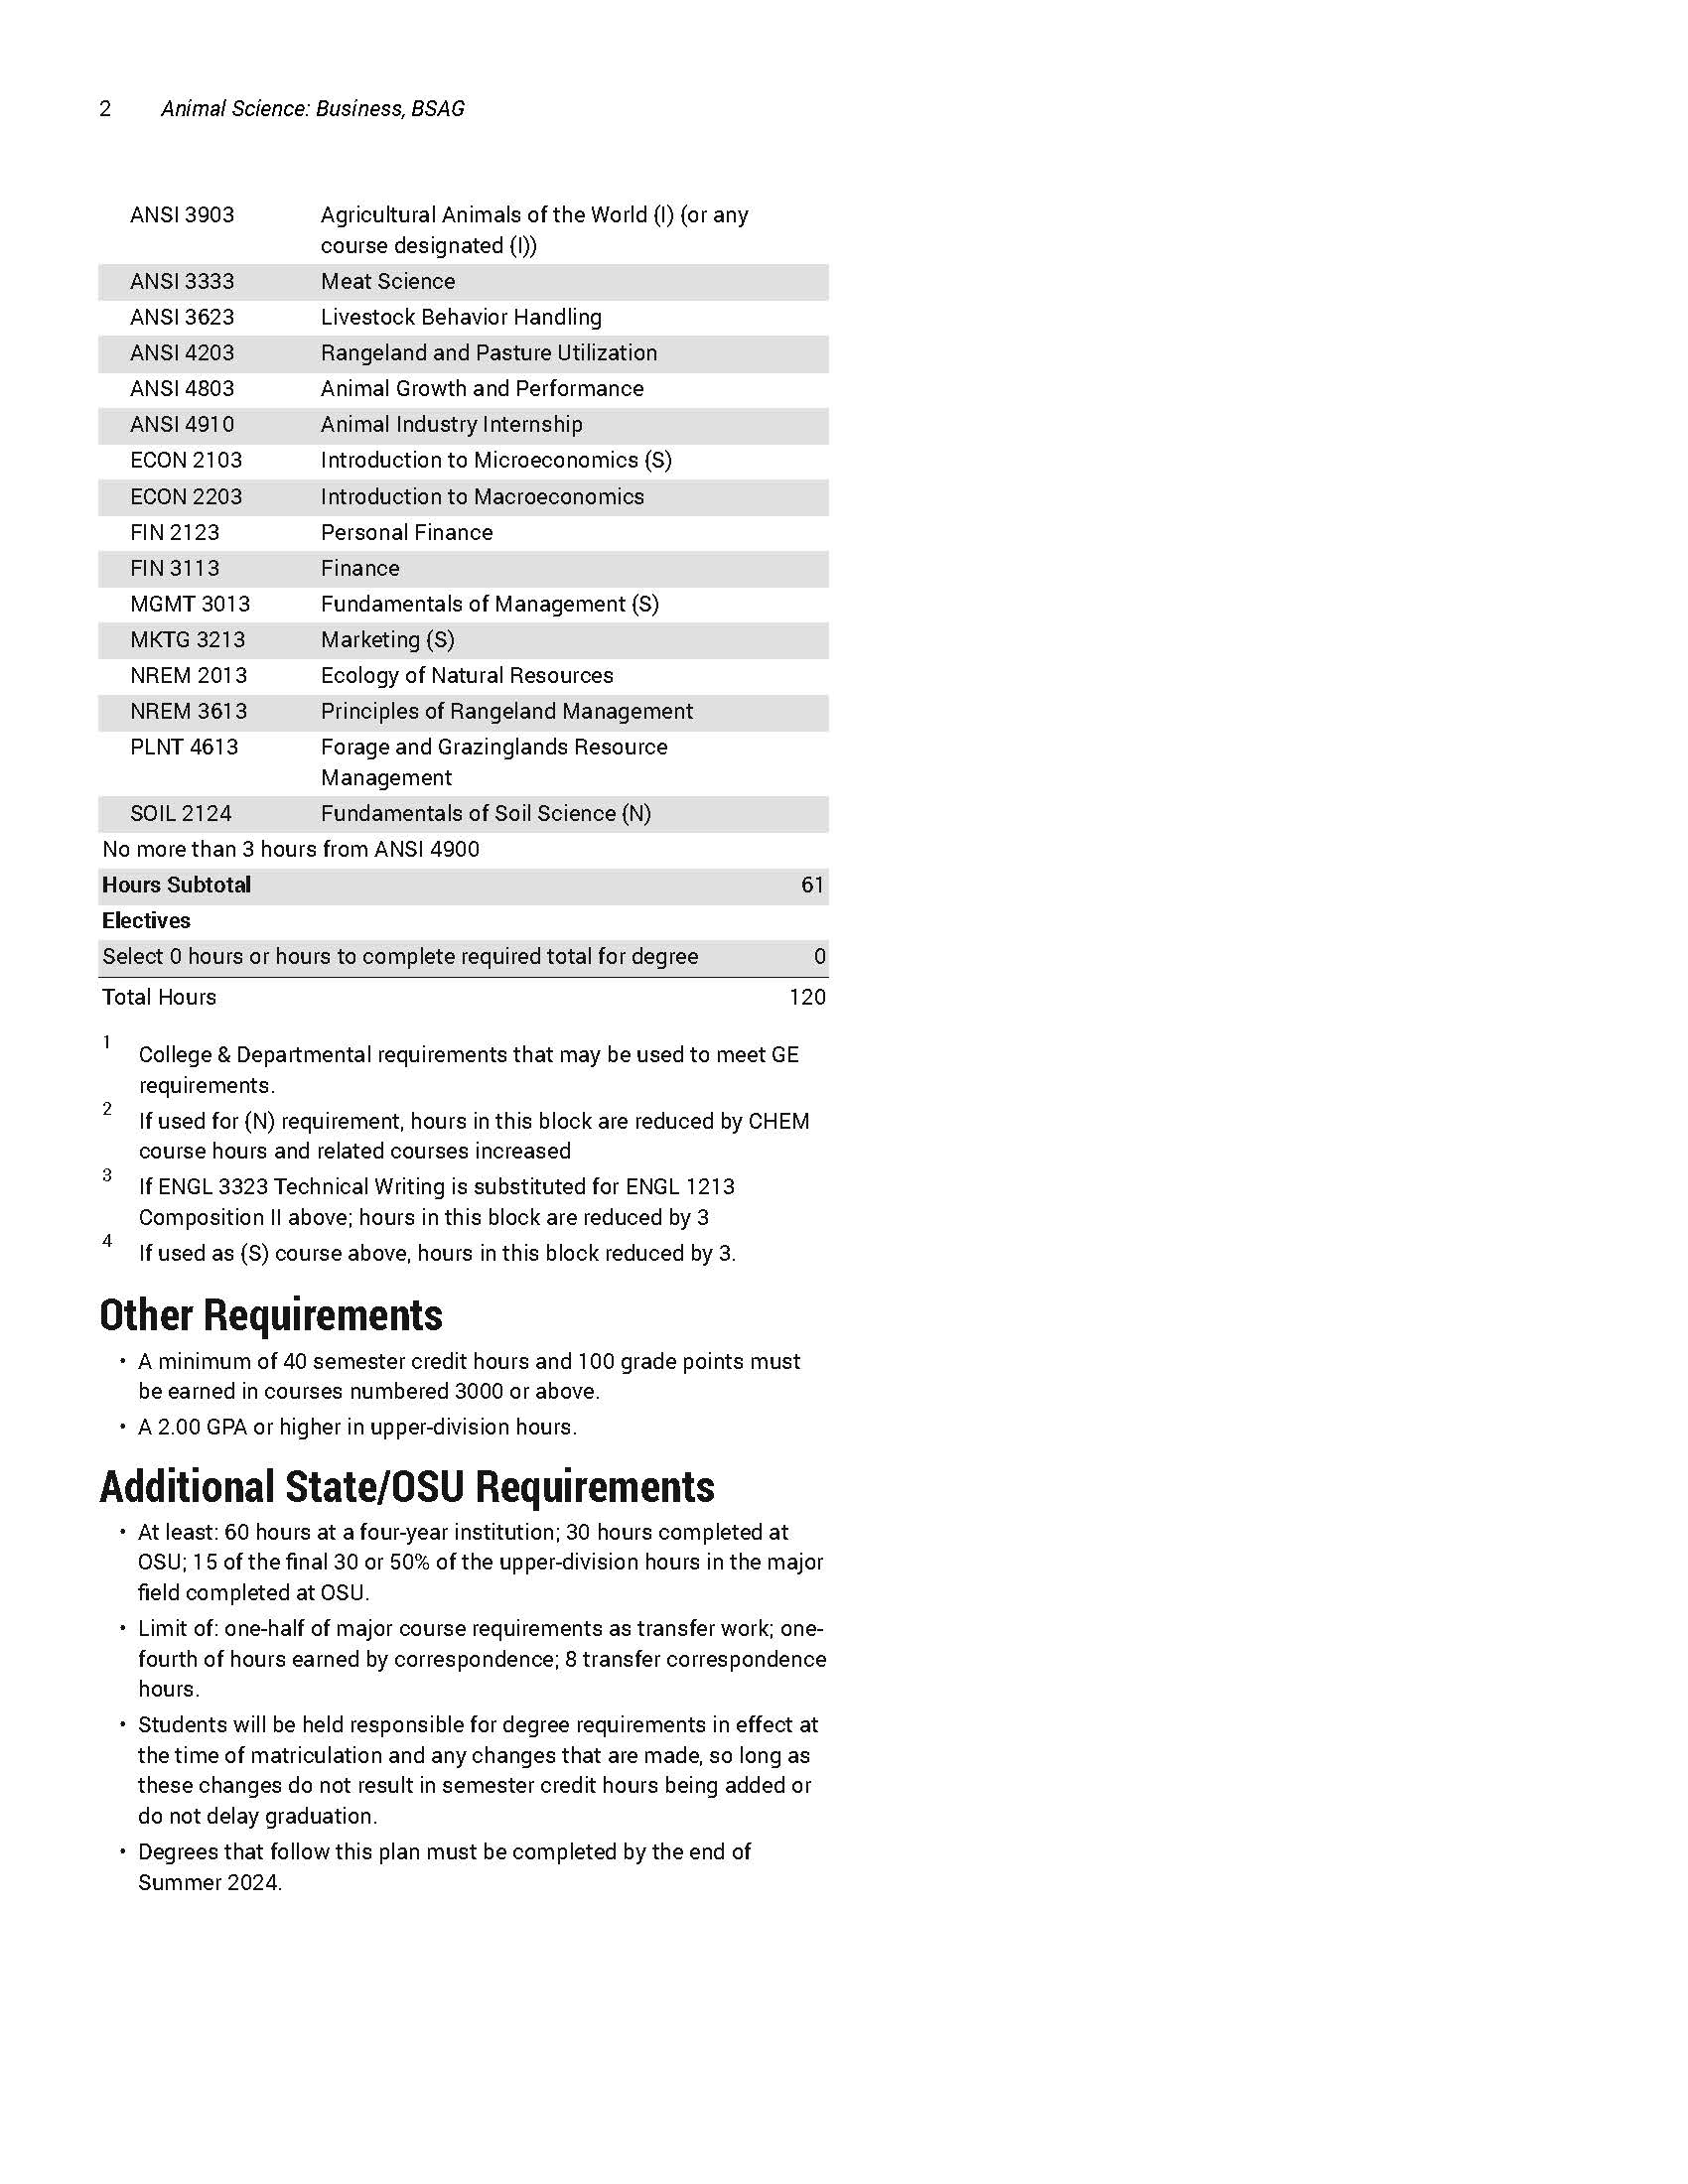 2 Animal Science: Business, BSAG
ANSI 3903 Agricultural Animals of the World (I) (or any
course designated (I))
ANSI 3333 Meat Science
ANSI 3623 Livestock Behavior Handling
ANSI 4203 Rangeland and Pasture Utilization
ANSI 4803 Animal Growth and Performance
ANSI 4910 Animal Industry Internship
ECON 2103 Introduction to Microeconomics (S)
ECON 2203 Introduction to Macroeconomics
FIN 2123 Personal Finance
FIN 3113 Finance
MGMT 3013 Fundamentals of Management (S)
MKTG 3213 Marketing (S)
NREM 2013 Ecology of Natural Resources
NREM 3613 Principles of Rangeland Management
PLNT 4613 Forage and Grazinglands Resource
Management
SOIL 2124 Fundamentals of Soil Science (N)
No more than 3 hours from ANSI 4900
Hours Subtotal 61
Electives
Select 0 hours or hours to complete required total for degree 0
Total Hours 120
1 College & Departmental requirements that may be used to meet GE
requirements.
2 If used for (N) requirement, hours in this block are reduced by CHEM
course hours and related courses increased
3 If ENGL 3323 Technical Writing is substituted for ENGL 1213
Composition II above; hours in this block are reduced by 3
4 If used as (S) course above, hours in this block reduced by 3.
Other Requirements
• A minimum of 40 semester credit hours and 100 grade points must
be earned in courses numbered 3000 or above.
• A 2.00 GPA or higher in upper-division hours.
Additional State/OSU Requirements
• At least: 60 hours at a four-year institution; 30 hours completed at
OSU; 15 of the final 30 or 50% of the upper-division hours in the major
field completed at OSU.
• Limit of: one-half of major course requirements as transfer work; one-
fourth of hours earned by correspondence; 8 transfer correspondence
hours.
• Students will be held responsible for degree requirements in effect at
the time of matriculation and any changes that are made, so long as
these changes do not result in semester credit hours being added or
do not delay graduation.
• Degrees that follow this plan must be completed by the end of
Summer 2024.